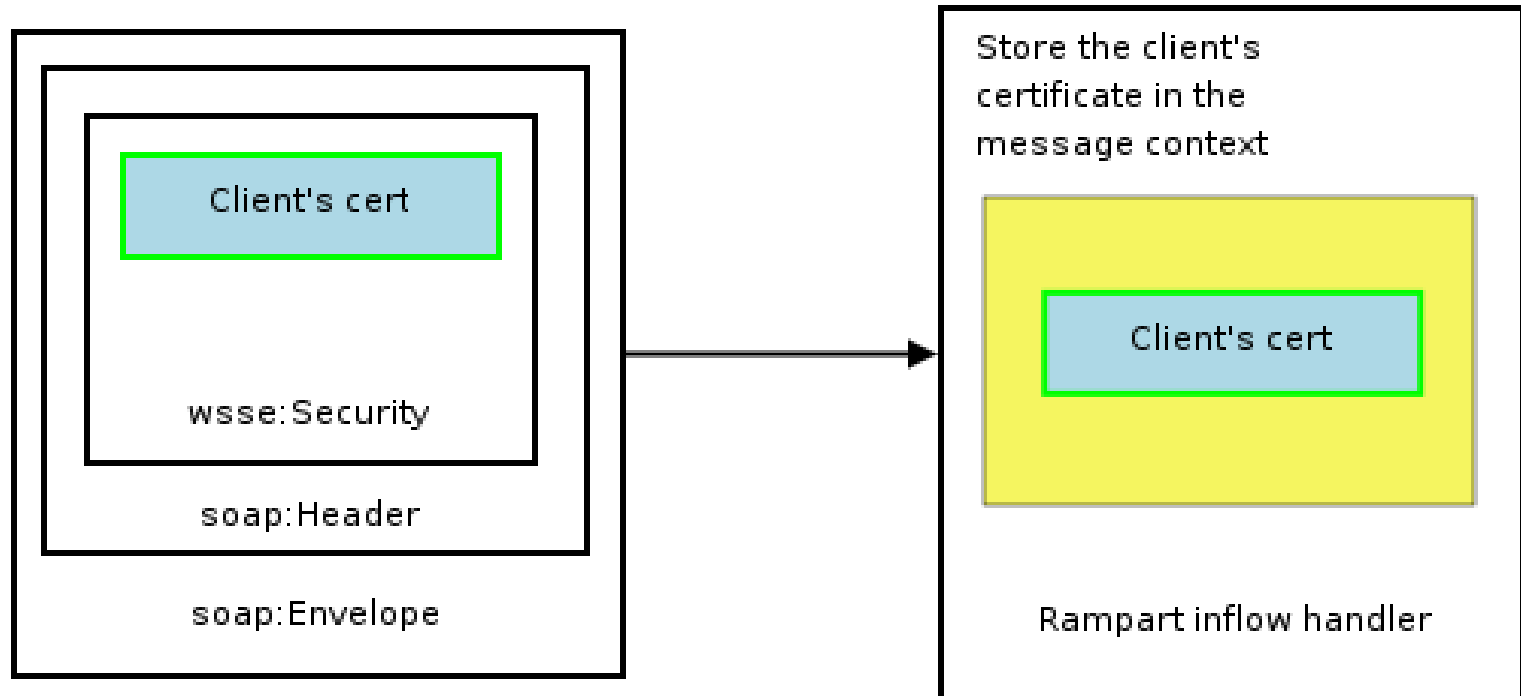 Client's cert
wsse:Security
soap:Header
soap:Envelope
Store the client's
certificate in the
message context
Client's cert
Rampart inflow handler